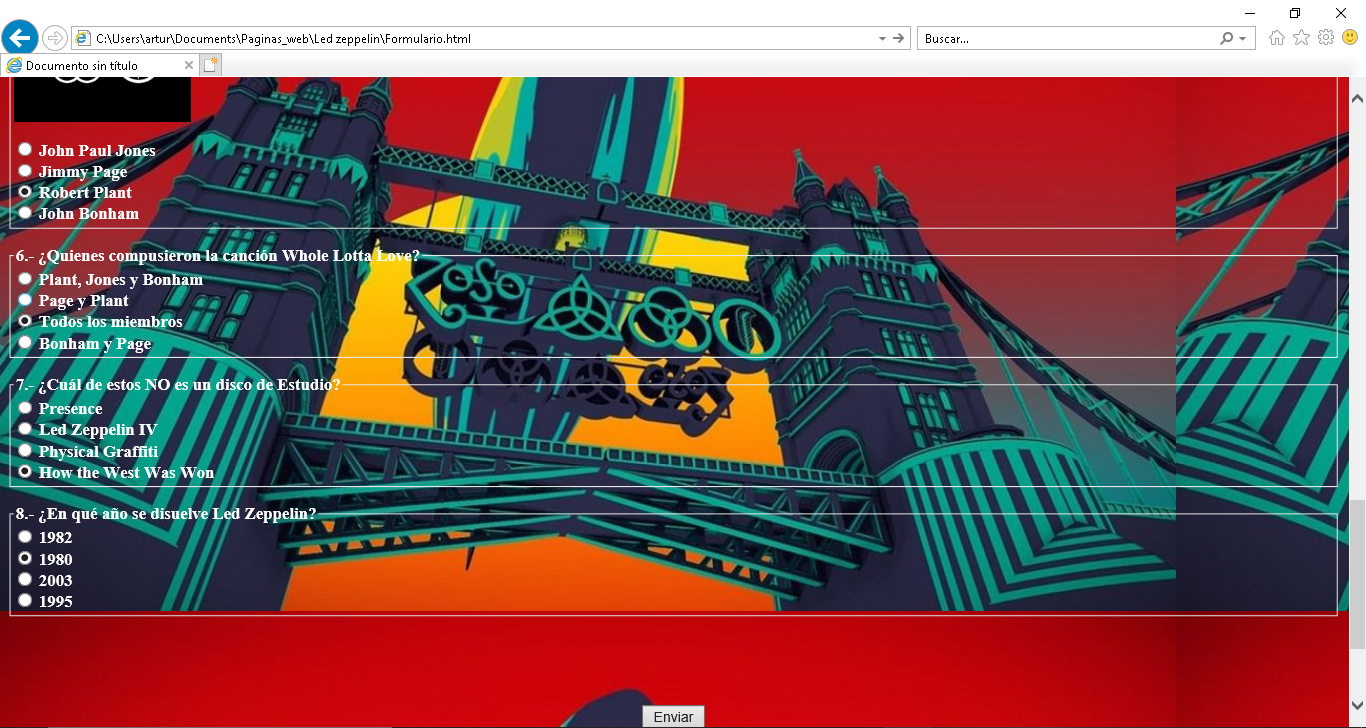 C:\Users\artur\Documents\Paginas_web\Led zeppelin\Formulario.html
Buscar...
Documento sin título
John Paul Jones
Jimmy Page
Robert Plant
John Bonham
6.- ¿Quienes compusieron la canción Whole Lotta Love?
Plant, Jones y Bonham
Page y Plant
Todos los miembros
Bonham y Page
7.- ¿Cuál de estos NO es un disco de Estudio?
Presence
Led Zeppelin IV
Physical Graffiti
How the West Was Won
8.- ¿En qué año se disuelve Led Zeppelin?
1982
1980
2003
1995
Enviar